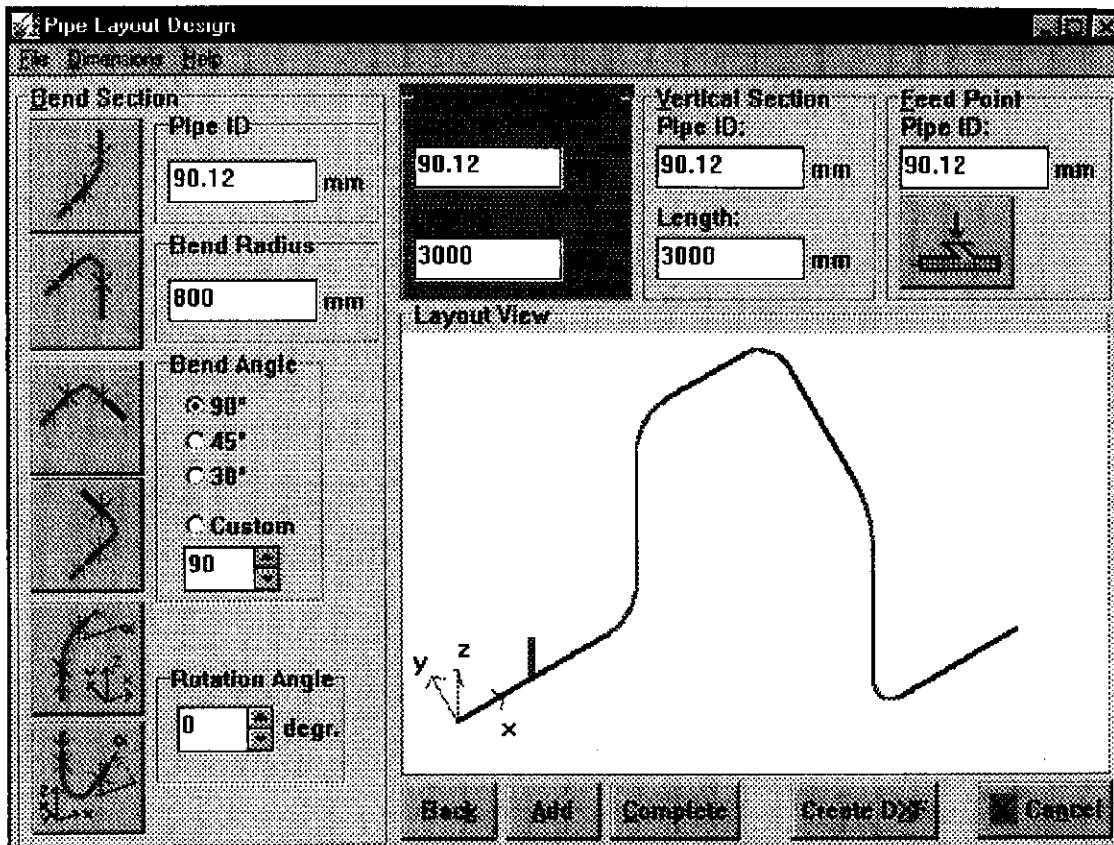 Pipe Layout Design
File Dimensions Help
Bend Section
Pipe ID
90.12 mm
Bend Radius
800 mm
Bend Angle
90°
45°
30°
Custom
90
Rotation Angle
0 degr.
90.12
3000
Vertical Section
Pipe ID:
90.12 mm
Length:
3000 mm
Feed Point
Pipe ID:
90.12 mm
Layout View
y
z
x
Back Add Complete Create DXF Cancel